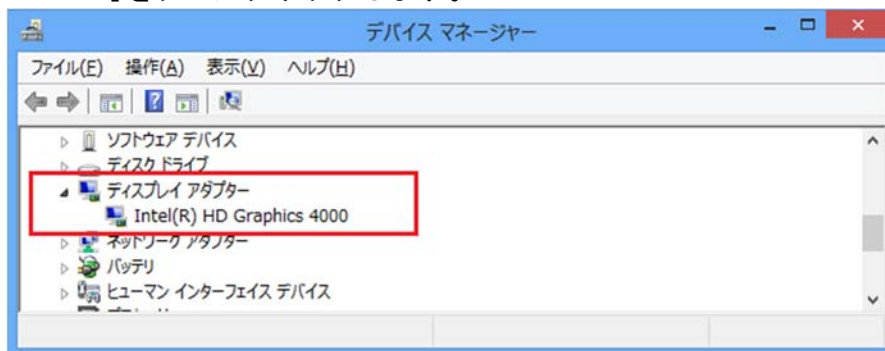 デバイス マネージャー
ファイル(F) 操作(A) 表示(V) ヘルプ(H)
ソフトウェア デバイス
ディスク ドライブ
ディスプレイ アダプター
Intel(R) HD Graphics 4000
ネットワーク アダプター
バッテリ
ヒューマン インターフェイス デバイス